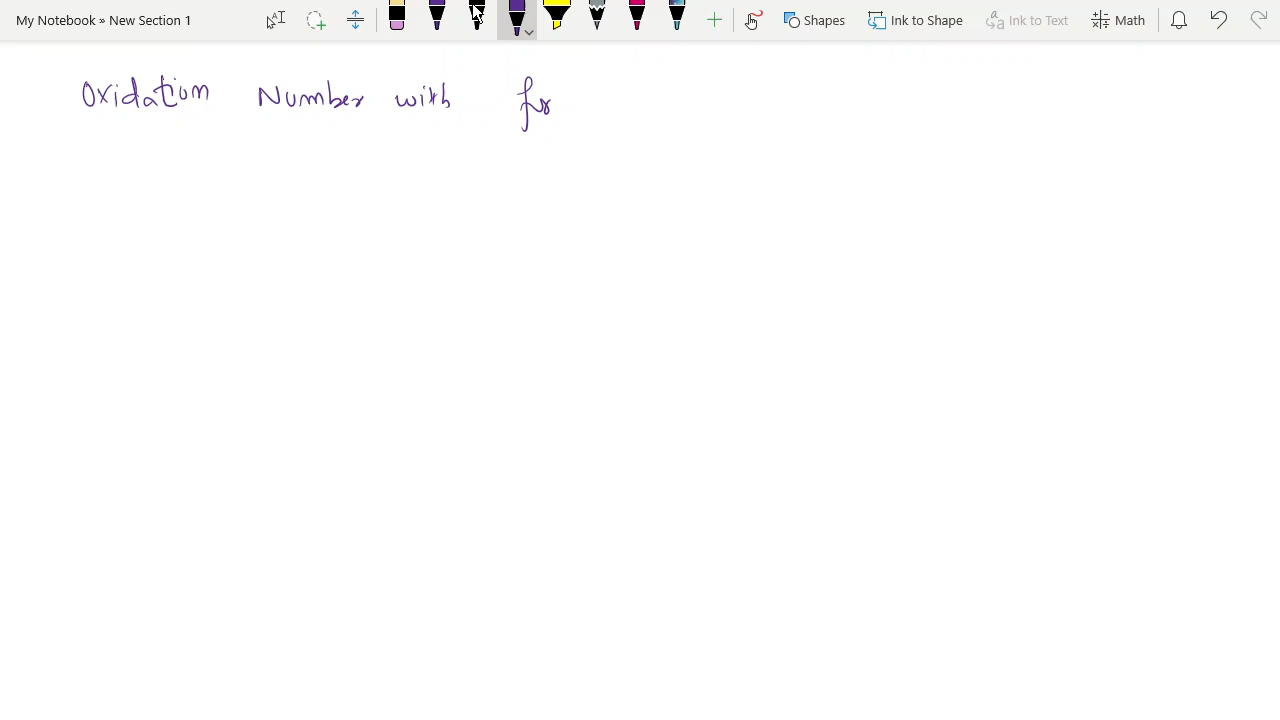 My Notebook » New Section 1 Shapes Ink to Shape Ink to Text Math
Oxidation Number with fr